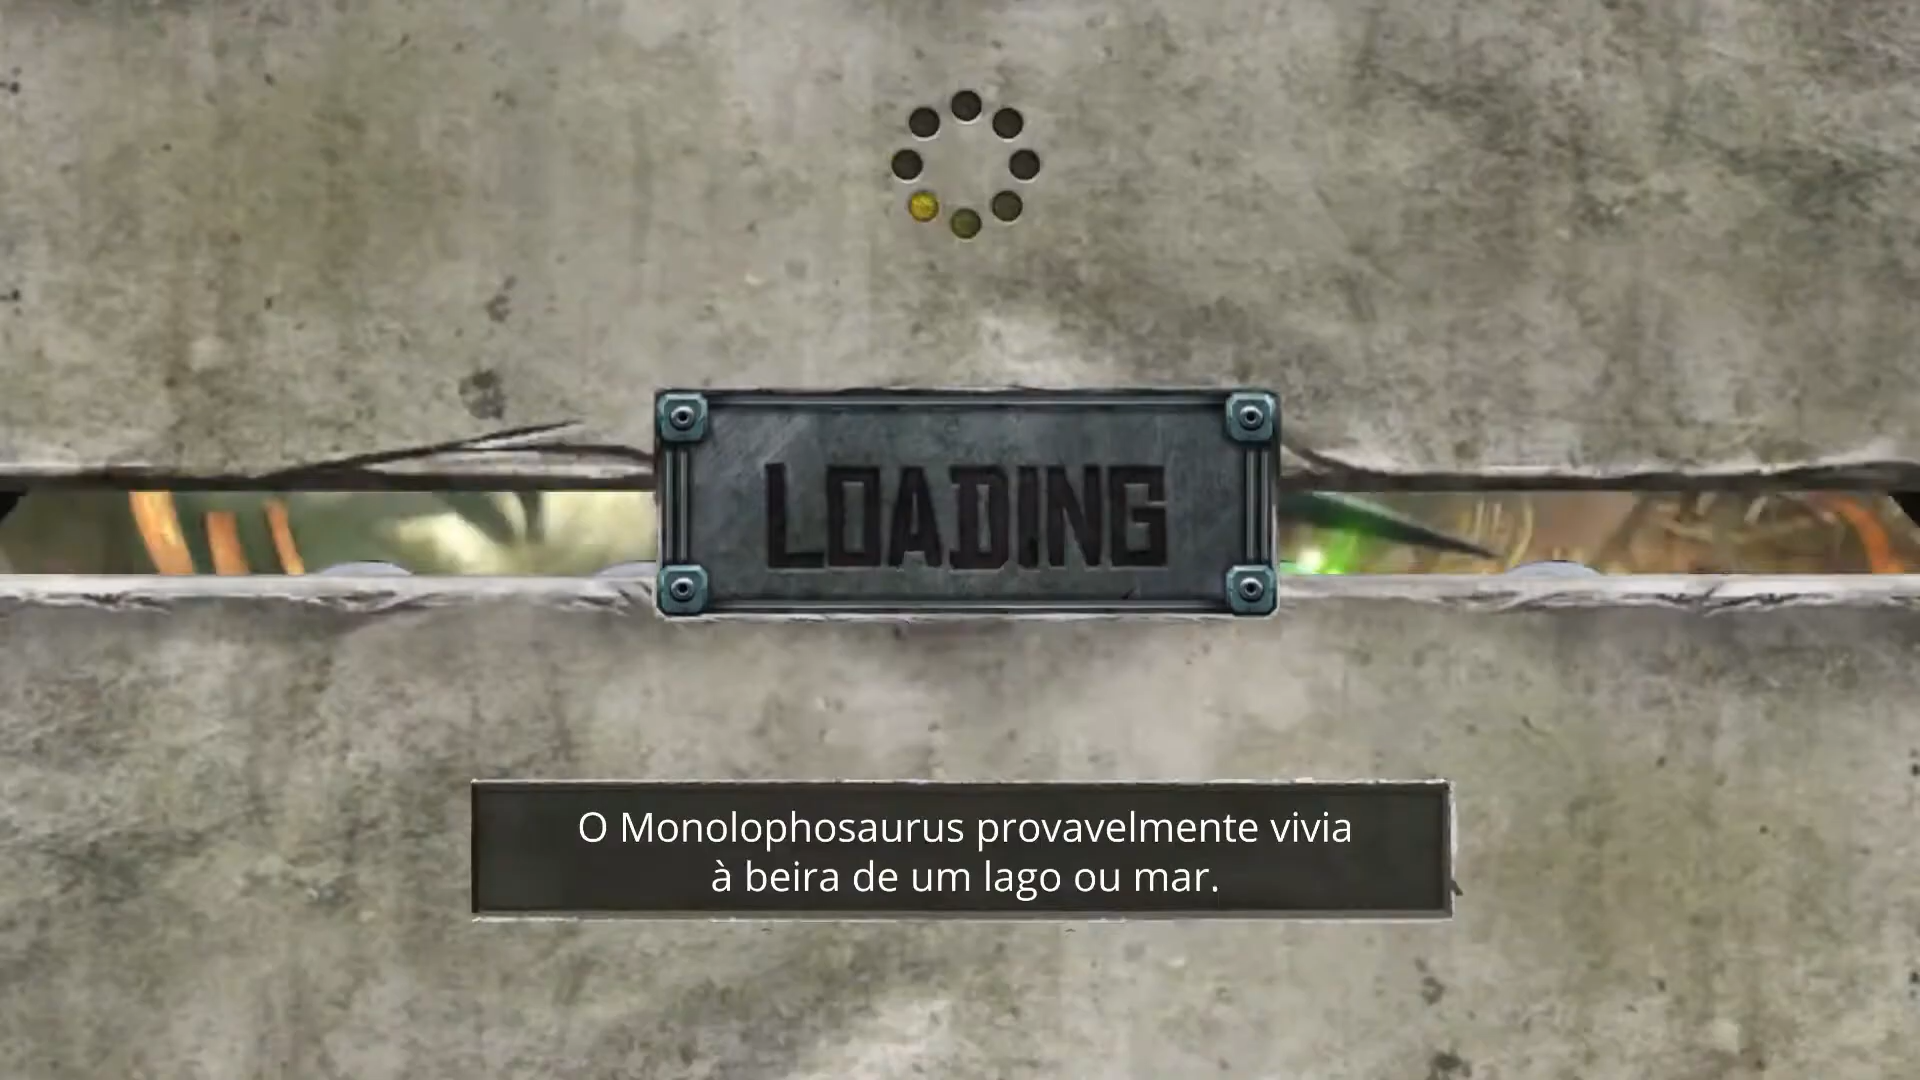 LOADING
O Monolophosaurus provavelmente vivia
à beira de um lago ou mar.